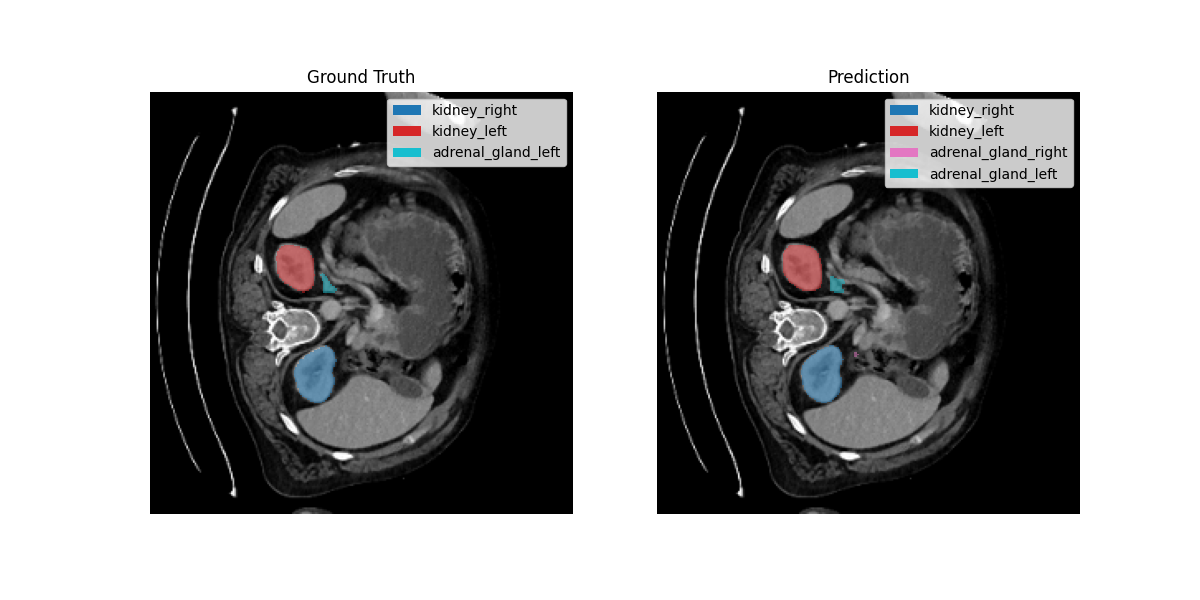 Ground Truth
kidney_right
kidney_left
adrenal_gland_left
Prediction
kidney_right
kidney_left
adrenal_gland_right
adrenal_gland_left